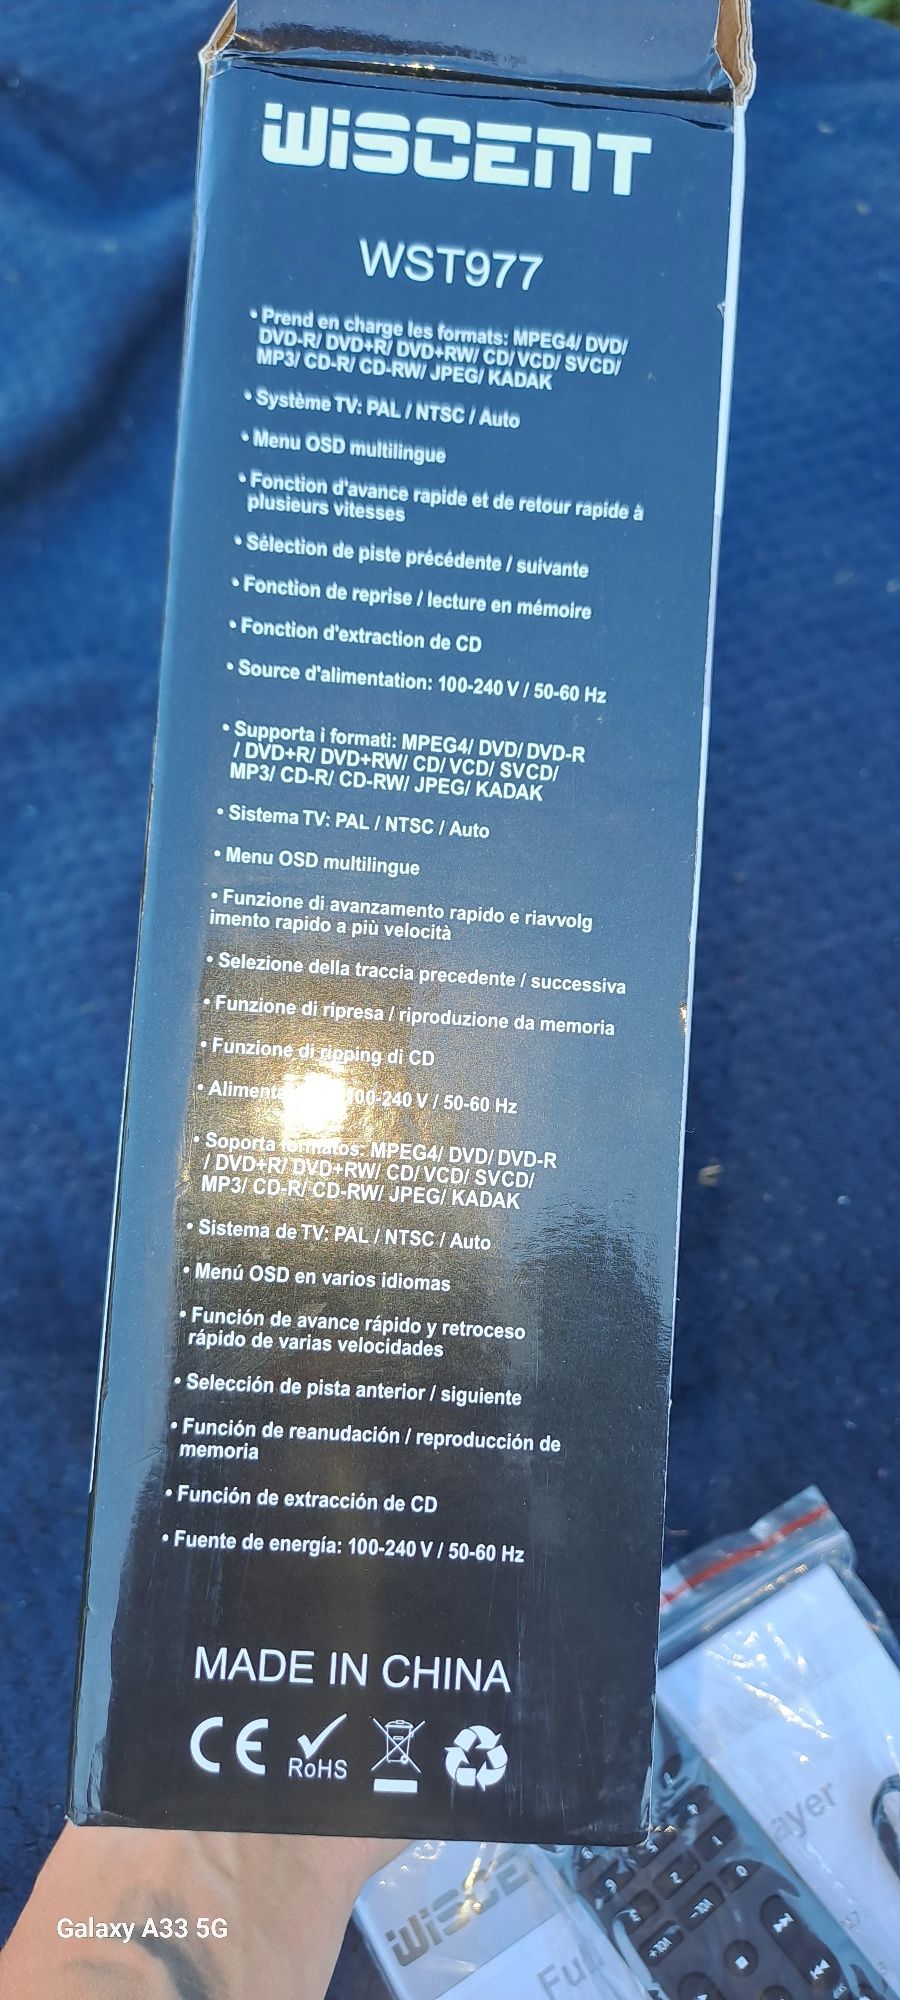 WISCENT
WST977
• Prend en charge les formats: MPEG4/ DVD/
DVD-R/ DVD+R/ DVD+RW/ CD/ VCD/ SVCD/
MP3/ CD-R/ CD-RW/ JPEG/ KADAK
• Système TV: PAL / NTSC / Auto
• Menu OSD multilingue
• Fonction d'avance rapide et de retour rapide à
plusieurs vitesses
• Sélection de piste précédente / suivante
• Fonction de reprise / lecture en mémoire
• Fonction d'extraction de CD
• Source d'alimentation: 100-240 V / 50-60 Hz
• Supporta i formati: MPEG4/ DVD/ DVD-R
/ DVD+R/ DVD+RW/ CD/ VCD/ SVCD/
MP3/ CD-R/ CD-RW/ JPEG/ KADAK
• Sistema TV: PAL / NTSC / Auto
• Menu OSD multilingue
• Funzione di avanzamento rapido e riavvolg
imento rapido a più velocità
• Selezione della traccia precedente / successiva
• Funzione di ripresa / riproduzione da memoria
• Funzione di ripping di CD
• 100-240 V / 50-60 Hz
• Soporta formatos: MPEG4/ DVD/ DVD-R
/ DVD+R/ DVD+RW/ CD/ VCD/ SVCD/
MP3/ CD-R/ CD-RW/ JPEG/ KADAK
• Sistema de TV: PAL / NTSC / Auto
• Menú OSD en varios idiomas
• Función de avance rápido y retroceso
rápido de varias velocidades
• Selección de pista anterior / siguiente
• Función de reanudación / reproducción de
memoria
• Función de extracción de CD
• Fuente de energía: 100-240 V / 50-60 Hz
MADE IN CHINA
CE
RoHS
Galaxy A33 5G
WISCE
Ful
ayer
1
2
3
0
VOL-
VOL+